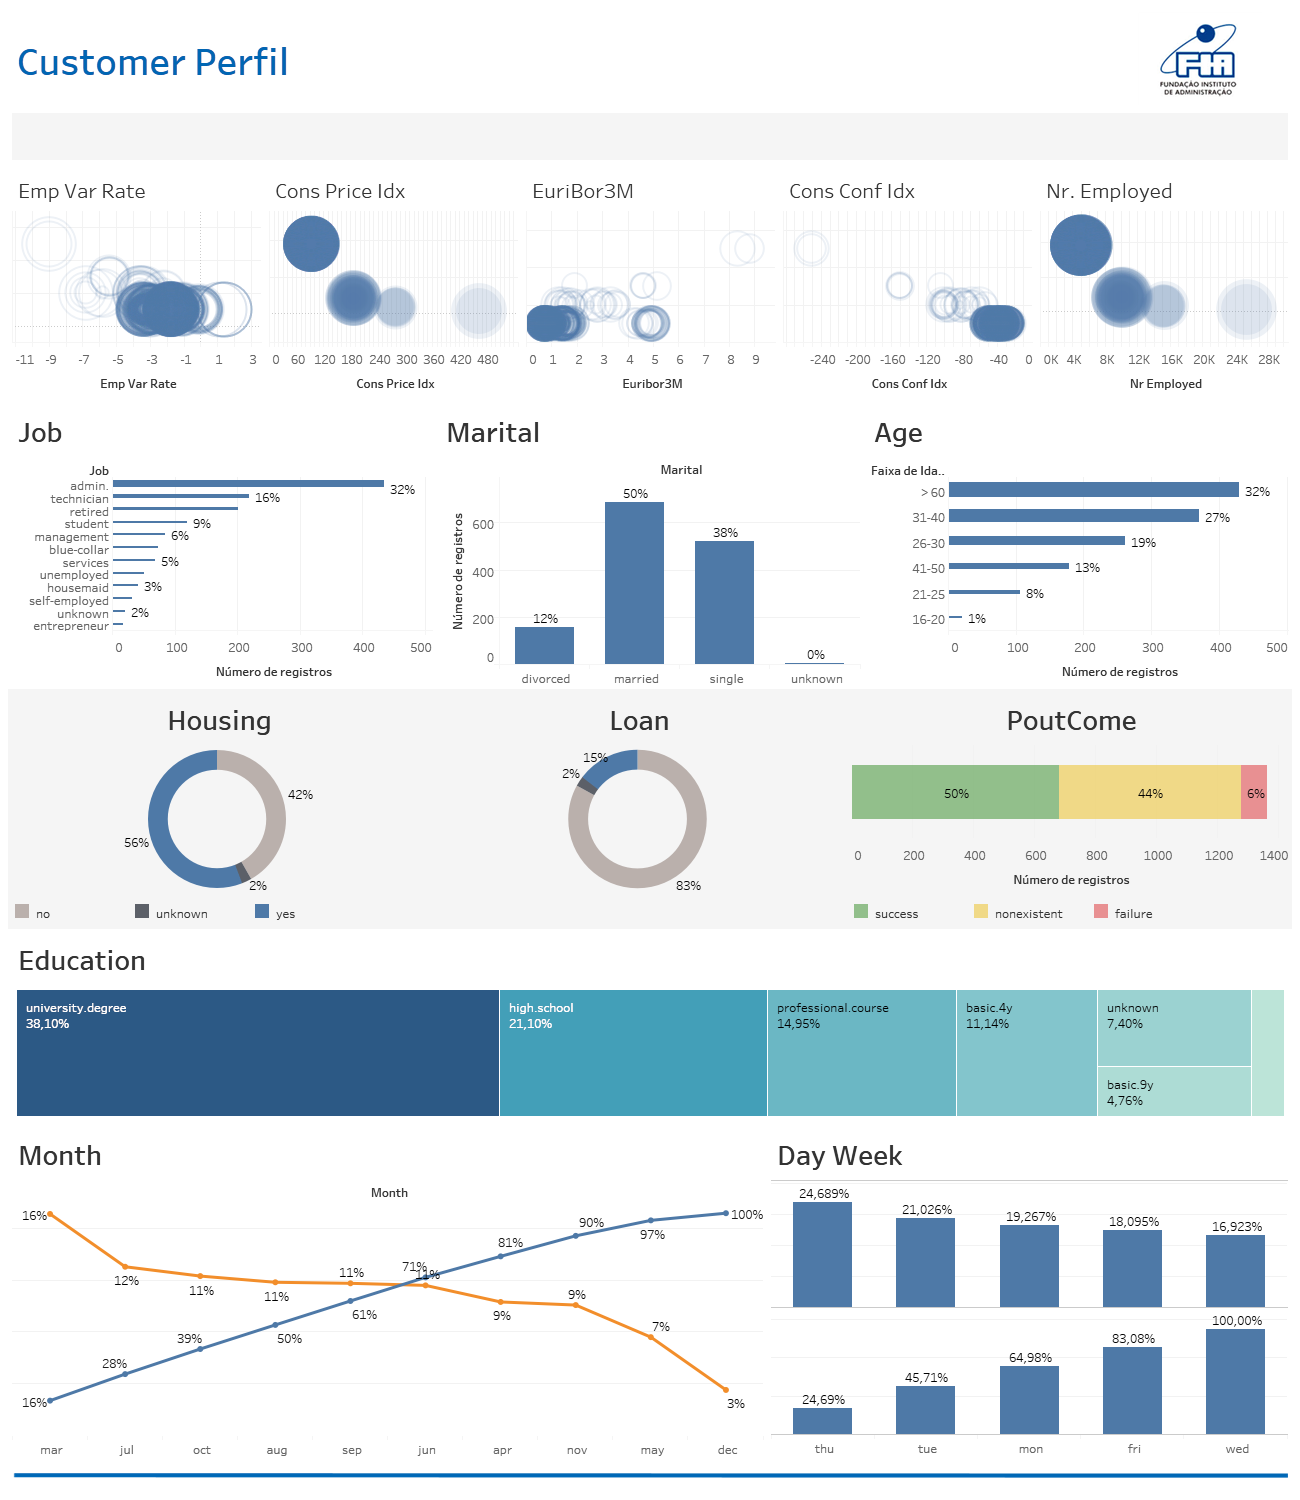 Customer Perfil
FIA
FUNDAÇÃO INSTITUTO
DE ADMINISTRAÇÃO
Emp Var Rate
Cons Price Idx
EuriBor3M
Cons Conf Idx
Nr. Employed
-11 -9 -7 -5 -3 -1 1 3
0 60 120 180 240 300 360 420 480
0 1 2 3 4 5 6 7 8 9
-240 -200 -160 -120 -80 -40 0
0K 4K 8K 12K 16K 20K 24K 28K
Emp Var Rate
Cons Price Idx
Euribor3M
Cons Conf Idx
Nr Employed
Job
Job
admin. 32%
technician 16%
retired
student 9%
management 6%
blue-collar
services 5%
unemployed
housemaid 3%
self-employed
unknown 2%
entrepreneur
0 100 200 300 400 500
Número de registros
Marital
Marital
Número de registros
600
400
200
0
12%
50%
38%
0%
divorced married single unknown
Age
Faixa de Ida..
> 60 32%
31-40 27%
26-30 19%
41-50 13%
21-25 8%
16-20 1%
0 100 200 300 400 500
Número de registros
Housing
42%
56%
2%
no unknown yes
Loan
15%
2%
83%
PoutCome
50% 44% 6%
0 200 400 600 800 1000 1200 1400
Número de registros
success nonexistent failure
Education
university.degree
38,10%
high.school
21,10%
professional.course
14,95%
basic.4y
11,14%
unknown
7,40%
basic.9y
4,76%
Month
Month
16% 12% 11% 11% 11% 11% 9% 9% 7% 3%
16% 28% 39% 50% 61% 71% 81% 90% 97% 100%
mar jul oct aug sep jun apr nov may dec
Day Week
24,689% 21,026% 19,267% 18,095% 16,923%
24,69% 45,71% 64,98% 83,08% 100,00%
thu tue mon fri wed